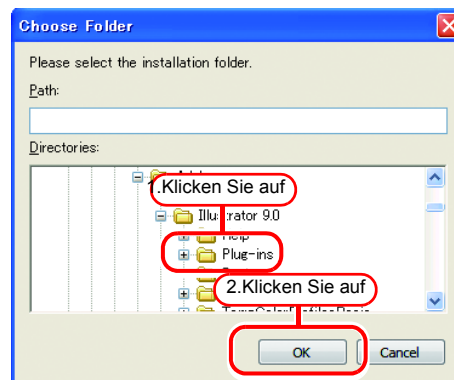 Choose Folder
Please select the installation folder.
Path:
Directories:
1.Klicken Sie auf
Illustrator 9.0
Help
Plug-ins
2.Klicken Sie auf
OK
Cancel